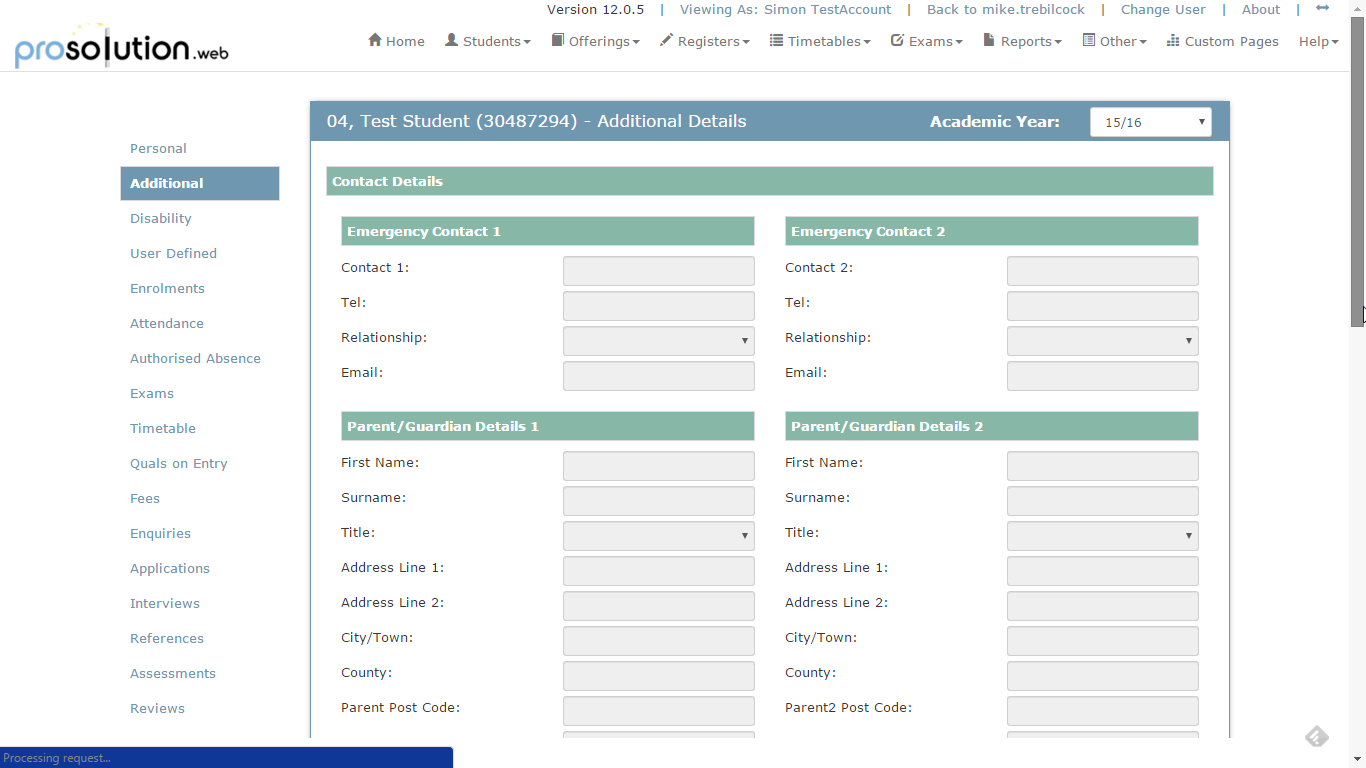 Version 12.0.5 | Viewing As: Simon TestAccount | Back to mike.trebilcock | Change User | About |
prosolution.web
Home Students Offerings Registers Timetables Exams Reports Other Custom Pages Help
04, Test Student (30487294) - Additional Details Academic Year: 15/16
Personal
Additional
Disability
User Defined
Enrolments
Attendance
Authorised Absence
Exams
Timetable
Quals on Entry
Fees
Enquiries
Applications
Interviews
References
Assessments
Reviews
Contact Details
Emergency Contact 1
Contact 1:
Tel:
Relationship:
Email:
Emergency Contact 2
Contact 2:
Tel:
Relationship:
Email:
Parent/Guardian Details 1
First Name:
Surname:
Title:
Address Line 1:
Address Line 2:
City/Town:
County:
Parent Post Code:
Parent/Guardian Details 2
First Name:
Surname:
Title:
Address Line 1:
Address Line 2:
City/Town:
County:
Parent2 Post Code:
Processing request...